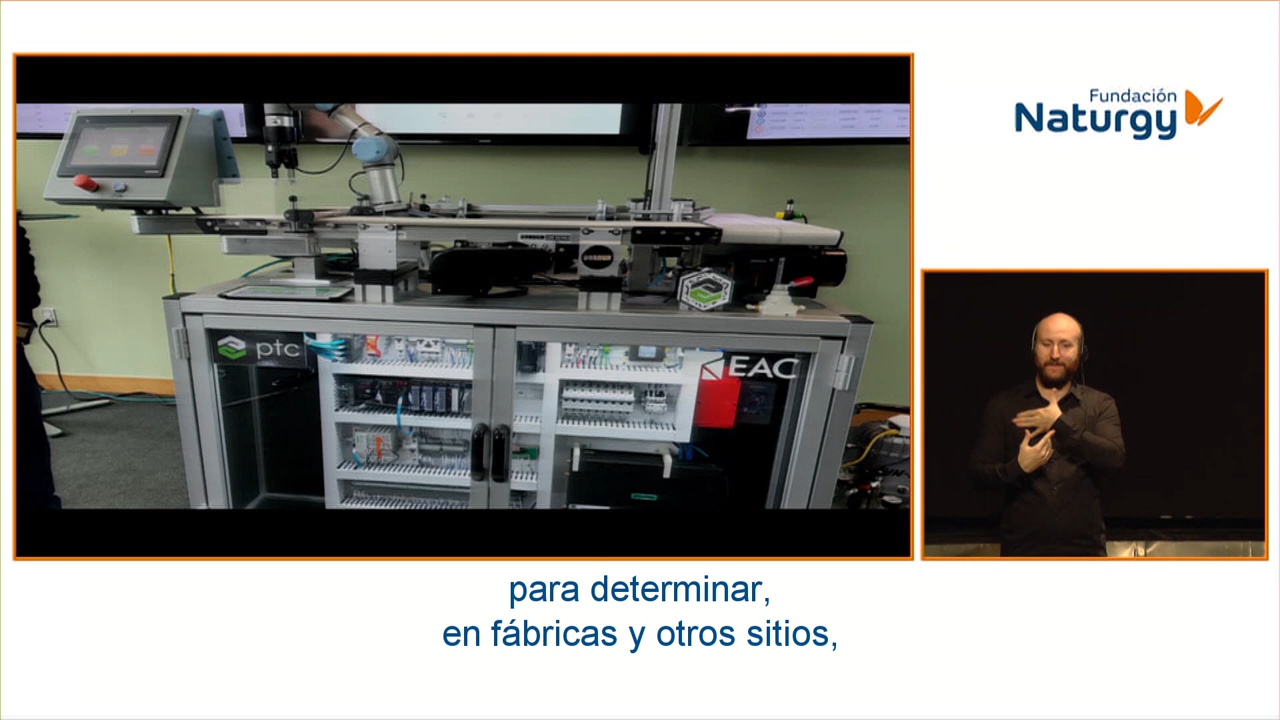 Fundación
Naturgy
ptc
EAC
para determinar,
en fábricas y otros sitios,